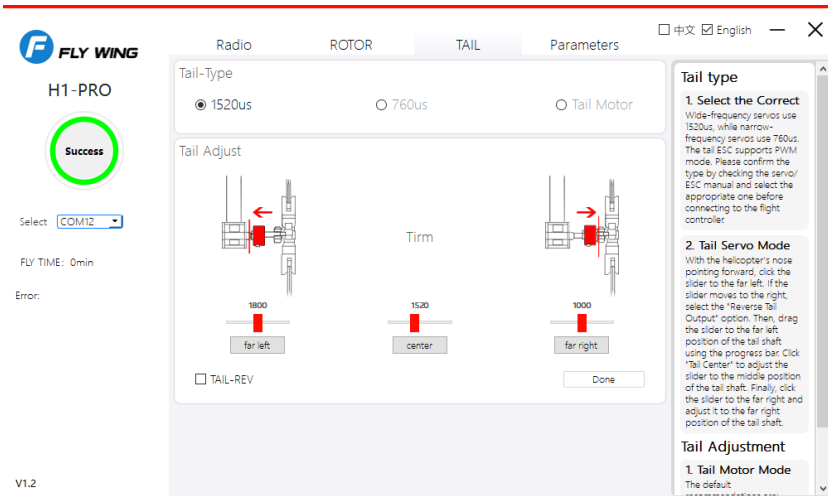 中文 English
FLY WING
Radio ROTOR TAIL Parameters
H1-PRO
Success
Select COM12
FLY TIME: 0min
Error:
V1.2
Tail-Type
1520us 760us Tail Motor
Tail Adjust
Tirm
1800 1520 1000
far left center far right
TAIL-REV Done
Tail type
1. Select the Correct
Wide-frequency servos use
1520us, while narrow-
frequency servos use 760us.
The tail ESC supports PWM
mode. Please confirm the
type by checking the servo/
ESC manual and select the
appropriate one before
connecting to the flight
controller.
2. Tail Servo Mode
With the helicopter's nose
pointing forward, click the
slider to the far left. If the
slider moves to the right,
select the "Reverse Tail
Output" option. Then, drag
the slider to the far left
position of the tail shaft
using the progress bar. Click
"Tail Center" to adjust the
slider to the middle position
of the tail shaft. Finally, click
the slider to the far right and
adjust it to the far right
position of the tail shaft.
Tail Adjustment
1. Tail Motor Mode
The default